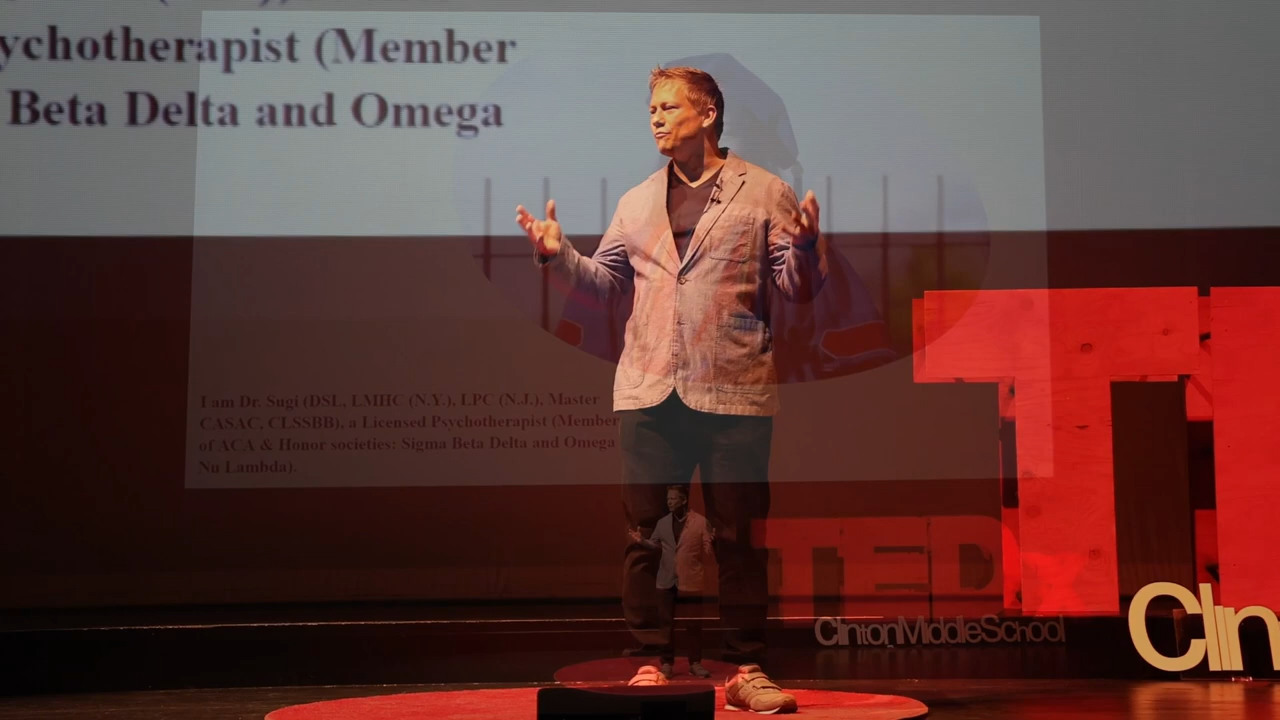 ychotherapist (Member
Beta Delta and Omega
I am Dr. Sugi (DSL, LMHC (N.Y.), LPC (N.J.), Master
CASAC, CLSSBB), a Licensed Psychotherapist (Member
of ACA & Honor societies: Sigma Beta Delta and Omega
Nu Lambda).
TED
ClintonMiddleSchool
T
Clin